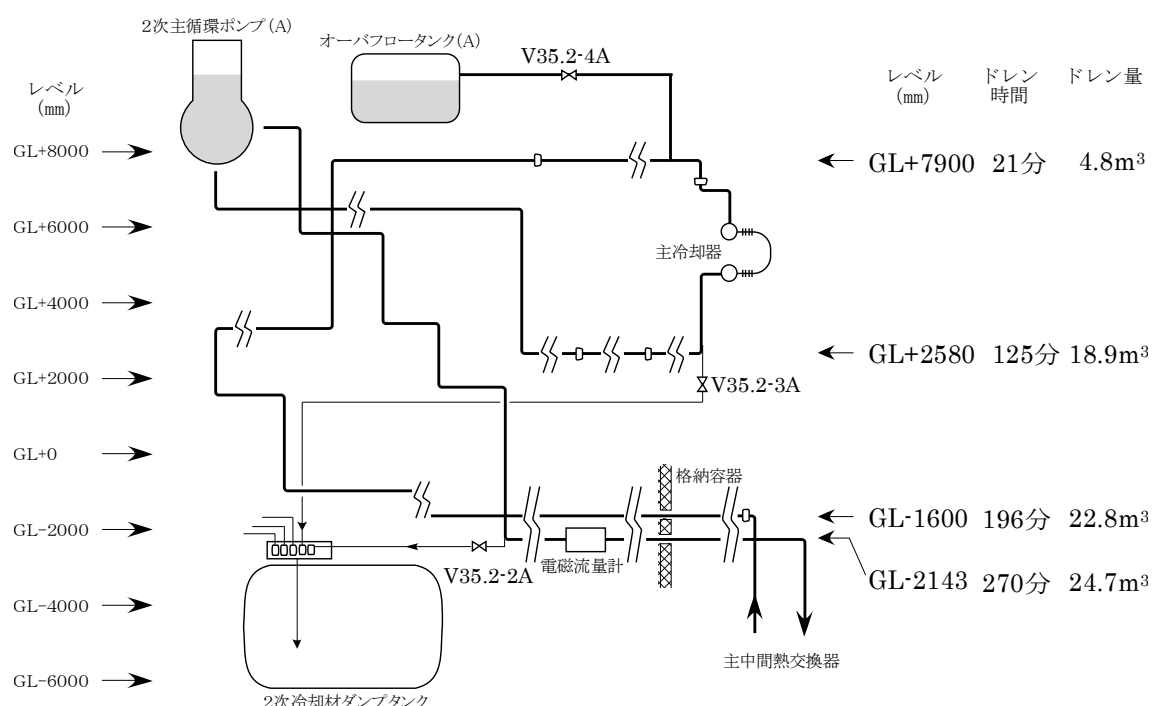 2次主循環ポンプ(A)
オーバフロータンク(A)
V35.2-4A
レベル
(mm)
レベル
(mm)
ドレン
時間
ドレン量
GL+8000
GL+7900 21分 4.8m³
GL+6000
主冷却器
GL+4000
GL+2580 125分 18.9m³
GL+2000
V35.2-3A
GL+0
格納容器
GL-2000
GL-1600 196分 22.8m³
V35.2-2A
電磁流量計
GL-2143 270分 24.7m³
GL-4000
主中間熱交換器
GL-6000
2次冷却材ダンプタンク